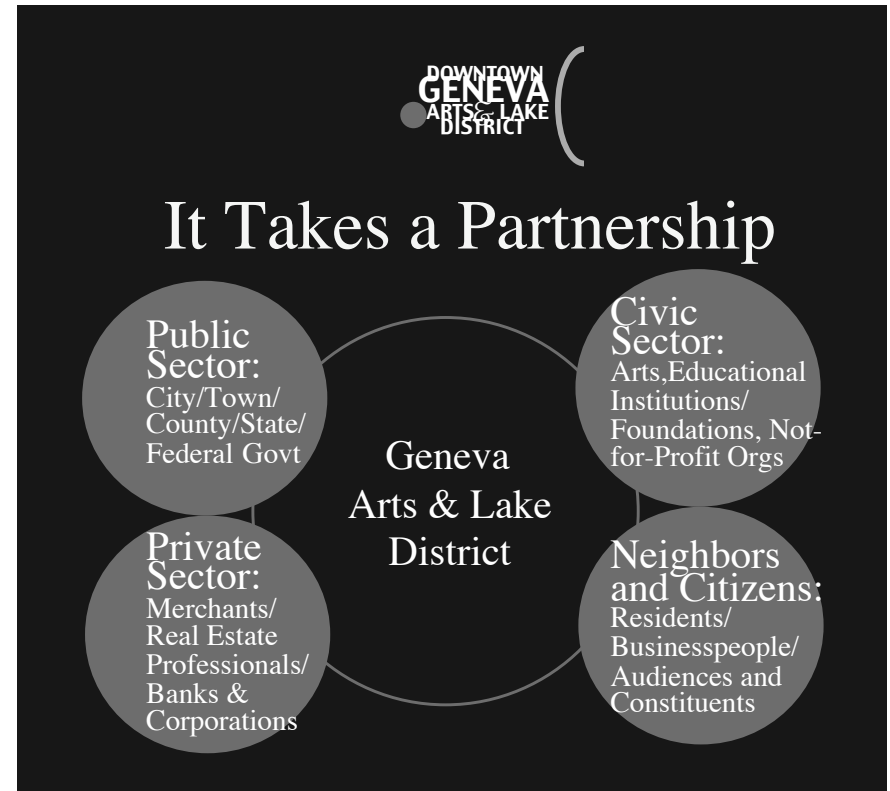 DOWNTOWN
GENEVA
ARTS & LAKE
DISTRICT
It Takes a Partnership
Public
Sector:
City/Town/
County/State/
Federal Govt
Civic
Sector:
Arts,Educational
Institutions/
Foundations, Not-
for-Profit Orgs
Geneva
Arts & Lake
District
Private
Sector:
Merchants/
Real Estate
Professionals/
Banks &
Corporations
Neighbors
and Citizens:
Residents/
Businesspeople/
Audiences and
Constituents